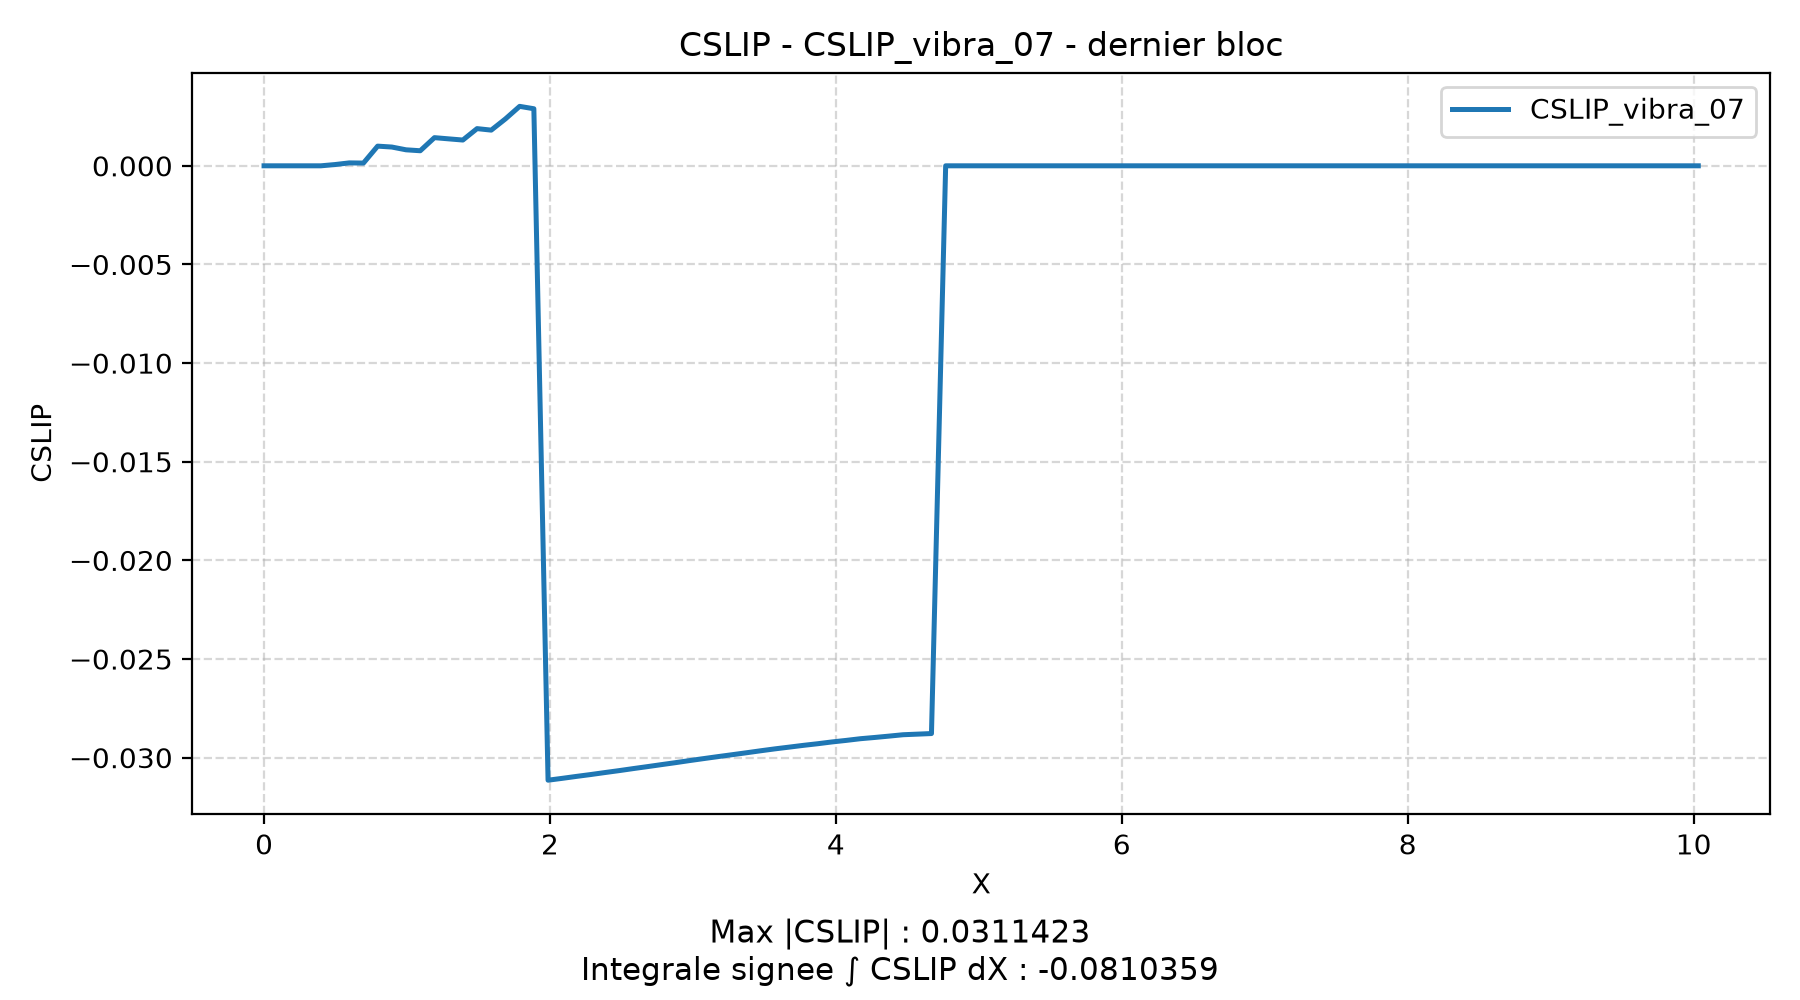 CSLIP - CSLIP_vibra_07 - dernier bloc
CSLIP_vibra_07
0.000
−0.005
−0.010
−0.015
−0.020
−0.025
−0.030
CSLIP
0 2 4 6 8 10
X
Max |CSLIP| : 0.0311423
Integrale signee ∫ CSLIP dX : -0.0810359